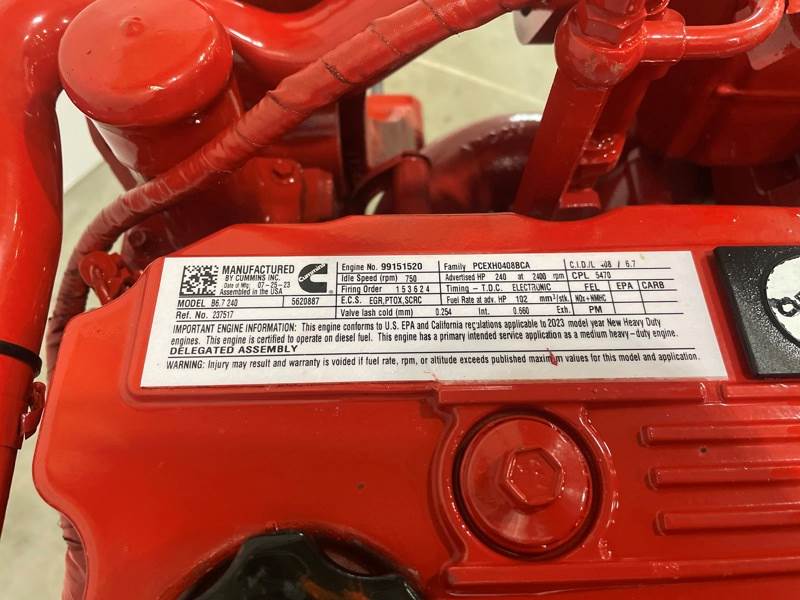 MANUFACTURED
BY CUMMINS INC.
Date of Mfg: 07-25-23
Assembled in the USA
Cummins
MODEL B6.7 240 5620887
Ref. No. 237517
Engine No. 99151520
Idle Speed (rpm) 750
Firing Order 1 5 3 6 2 4
E.C.S. EGR,PTOX,SCRC
Valve lash cold (mm) 0.254 Int. 0.660 Exh.
Family PCEXH0408BCA
Advertised HP 240 at 2400 rpm
Timing - T.D.C. ELECTRONIC
Fuel Rate at adv. HP 102 mm³/stk.
C.I.D./L 408 / 6.7
CPL 5470
FEL EPA CARB
NOx+NMHC
PM
IMPORTANT ENGINE INFORMATION: This engine conforms to U.S. EPA and California regulations applicable to 2023 model year New Heavy Duty
engines. This engine is certified to operate on diesel fuel. This engine has a primary intended service application as a medium heavy-duty engine.
DELEGATED ASSEMBLY
WARNING: Injury may result and warranty is voided if fuel rate, rpm, or altitude exceeds published maximum values for this model and application.